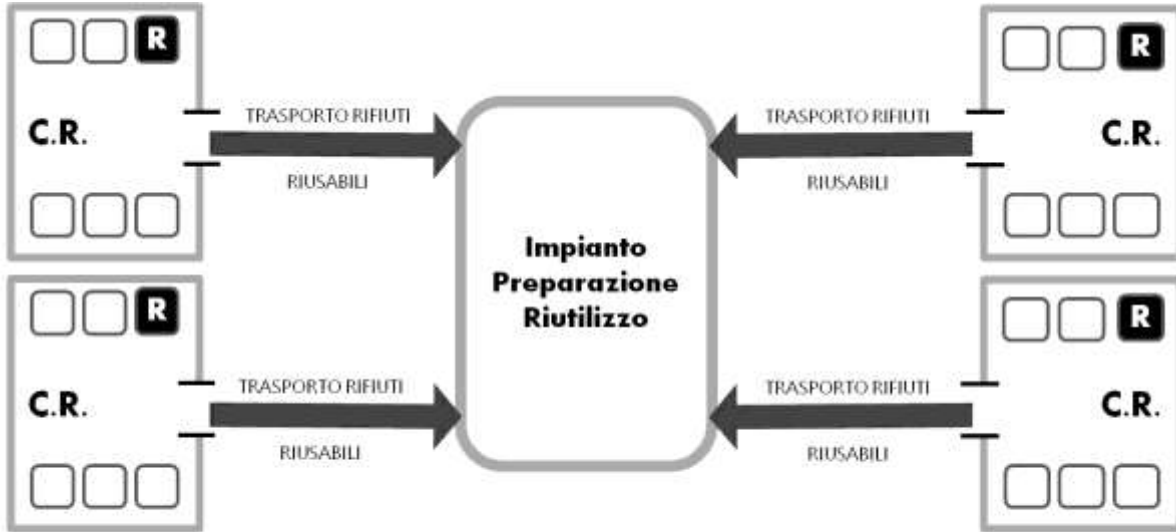 R
R
C.R.
TRASPORTO RIFIUTI
RIUSABILI
TRASPORTO RIFIUTI
RIUSABILI
C.R.
Impianto
Preparazione
Riutilizzo
R
R
C.R.
TRASPORTO RIFIUTI
RIUSABILI
TRASPORTO RIFIUTI
RIUSABILI
C.R.